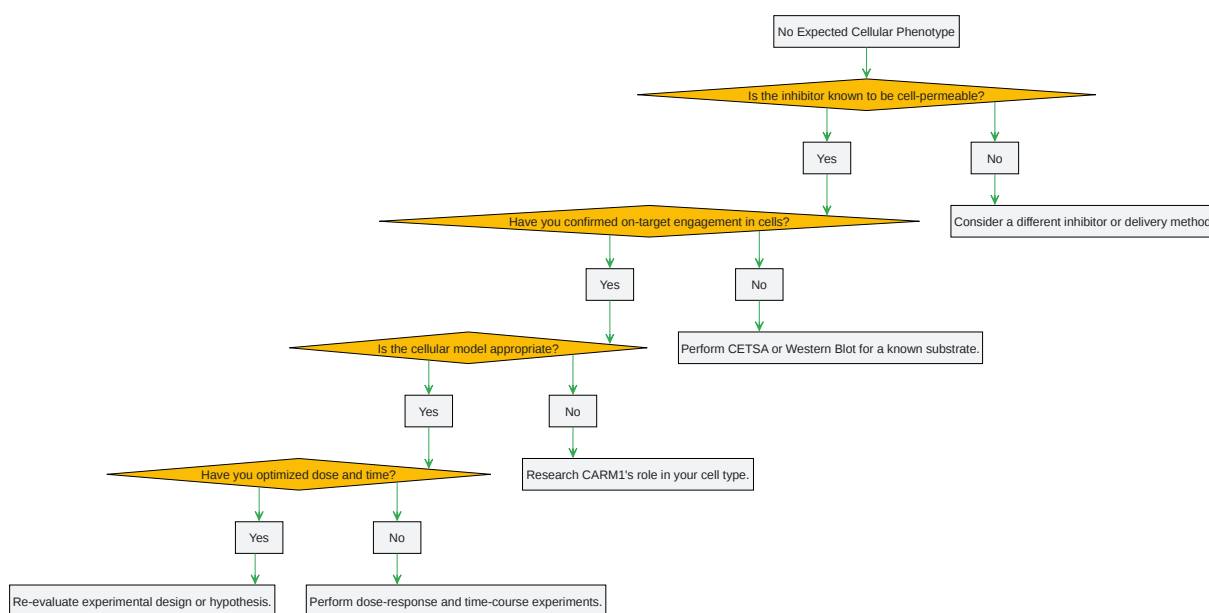 No Expected Cellular Phenotype
Is the inhibitor known to be cell-permeable?
Yes
No
Have you confirmed on-target engagement in cells?
Consider a different inhibitor or delivery method
Yes
No
Is the cellular model appropriate?
Perform CETSA or Western Blot for a known substrate.
Yes
No
Have you optimized dose and time?
Research CARM1's role in your cell type.
Yes
No
Re-evaluate experimental design or hypothesis.
Perform dose-response and time-course experiments.